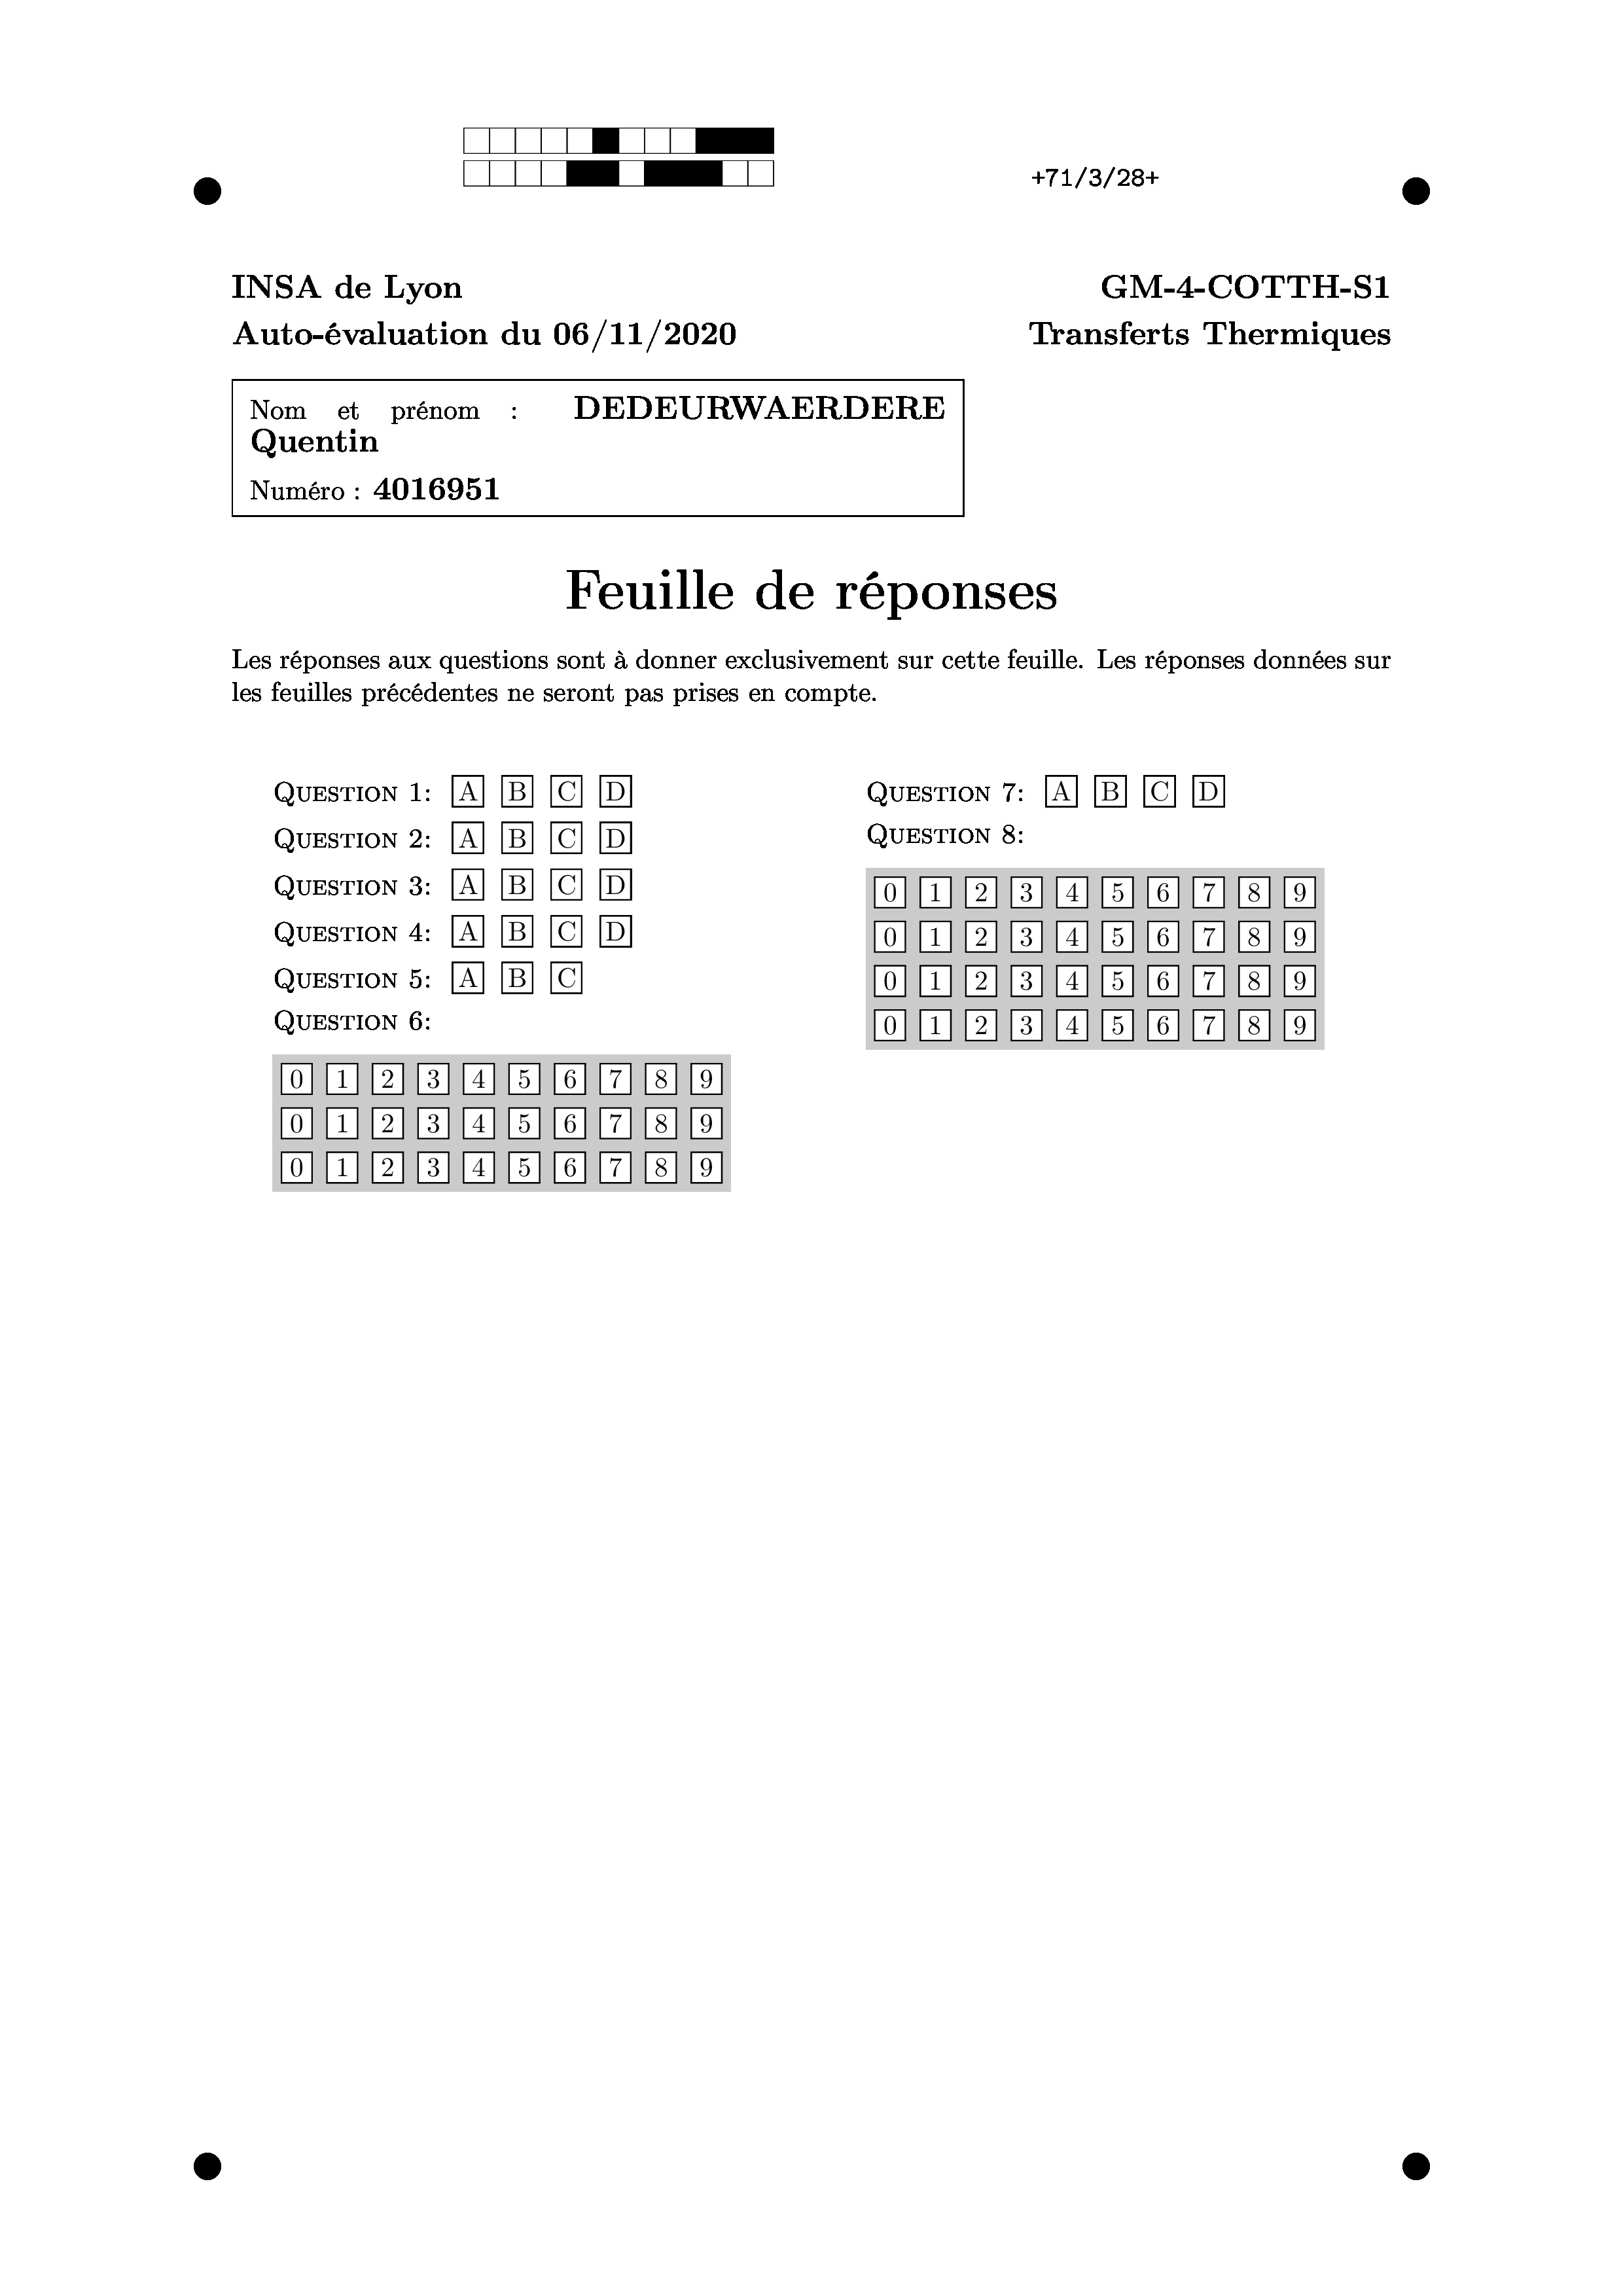 +71/3/28+
INSA de Lyon
GM-4-COTTH-S1
Auto-évaluation du 06/11/2020
Transferts Thermiques
Nom et prénom : DEDEURWAERDERE
Quentin
Numéro : 4016951
Feuille de réponses
Les réponses aux questions sont à donner exclusivement sur cette feuille. Les réponses données sur
les feuilles précédentes ne seront pas prises en compte.
QUESTION 1: A B C D
QUESTION 2: A B C D
QUESTION 3: A B C D
QUESTION 4: A B C D
QUESTION 5: A B C
QUESTION 6:
0 1 2 3 4 5 6 7 8 9
0 1 2 3 4 5 6 7 8 9
0 1 2 3 4 5 6 7 8 9
QUESTION 7: A B C D
QUESTION 8:
0 1 2 3 4 5 6 7 8 9
0 1 2 3 4 5 6 7 8 9
0 1 2 3 4 5 6 7 8 9
0 1 2 3 4 5 6 7 8 9